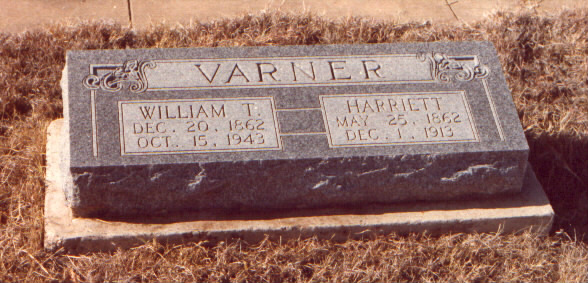 VARNER
WILLIAM T.
DEC. 20, 1862
OCT. 15, 1943
HARRIETT
MAY 25, 1862
DEC. 1, 1913